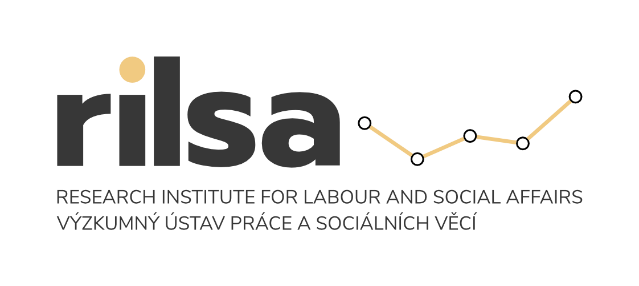 rilsa
RESEARCH INSTITUTE FOR LABOUR AND SOCIAL AFFAIRS
VÝZKUMNÝ ÚSTAV PRÁCE A SOCIÁLNÍCH VĚCÍ